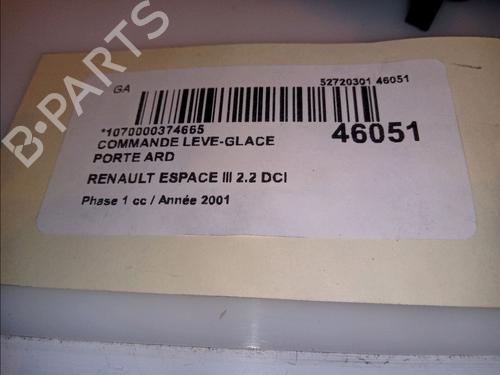 GA
52720301 46051
*1070000374665
COMMANDE LEVE-GLACE
PORTE ARD
46051
RENAULT ESPACE III 2.2 DCI
Phase 1 cc / Année 2001
B-PARTS